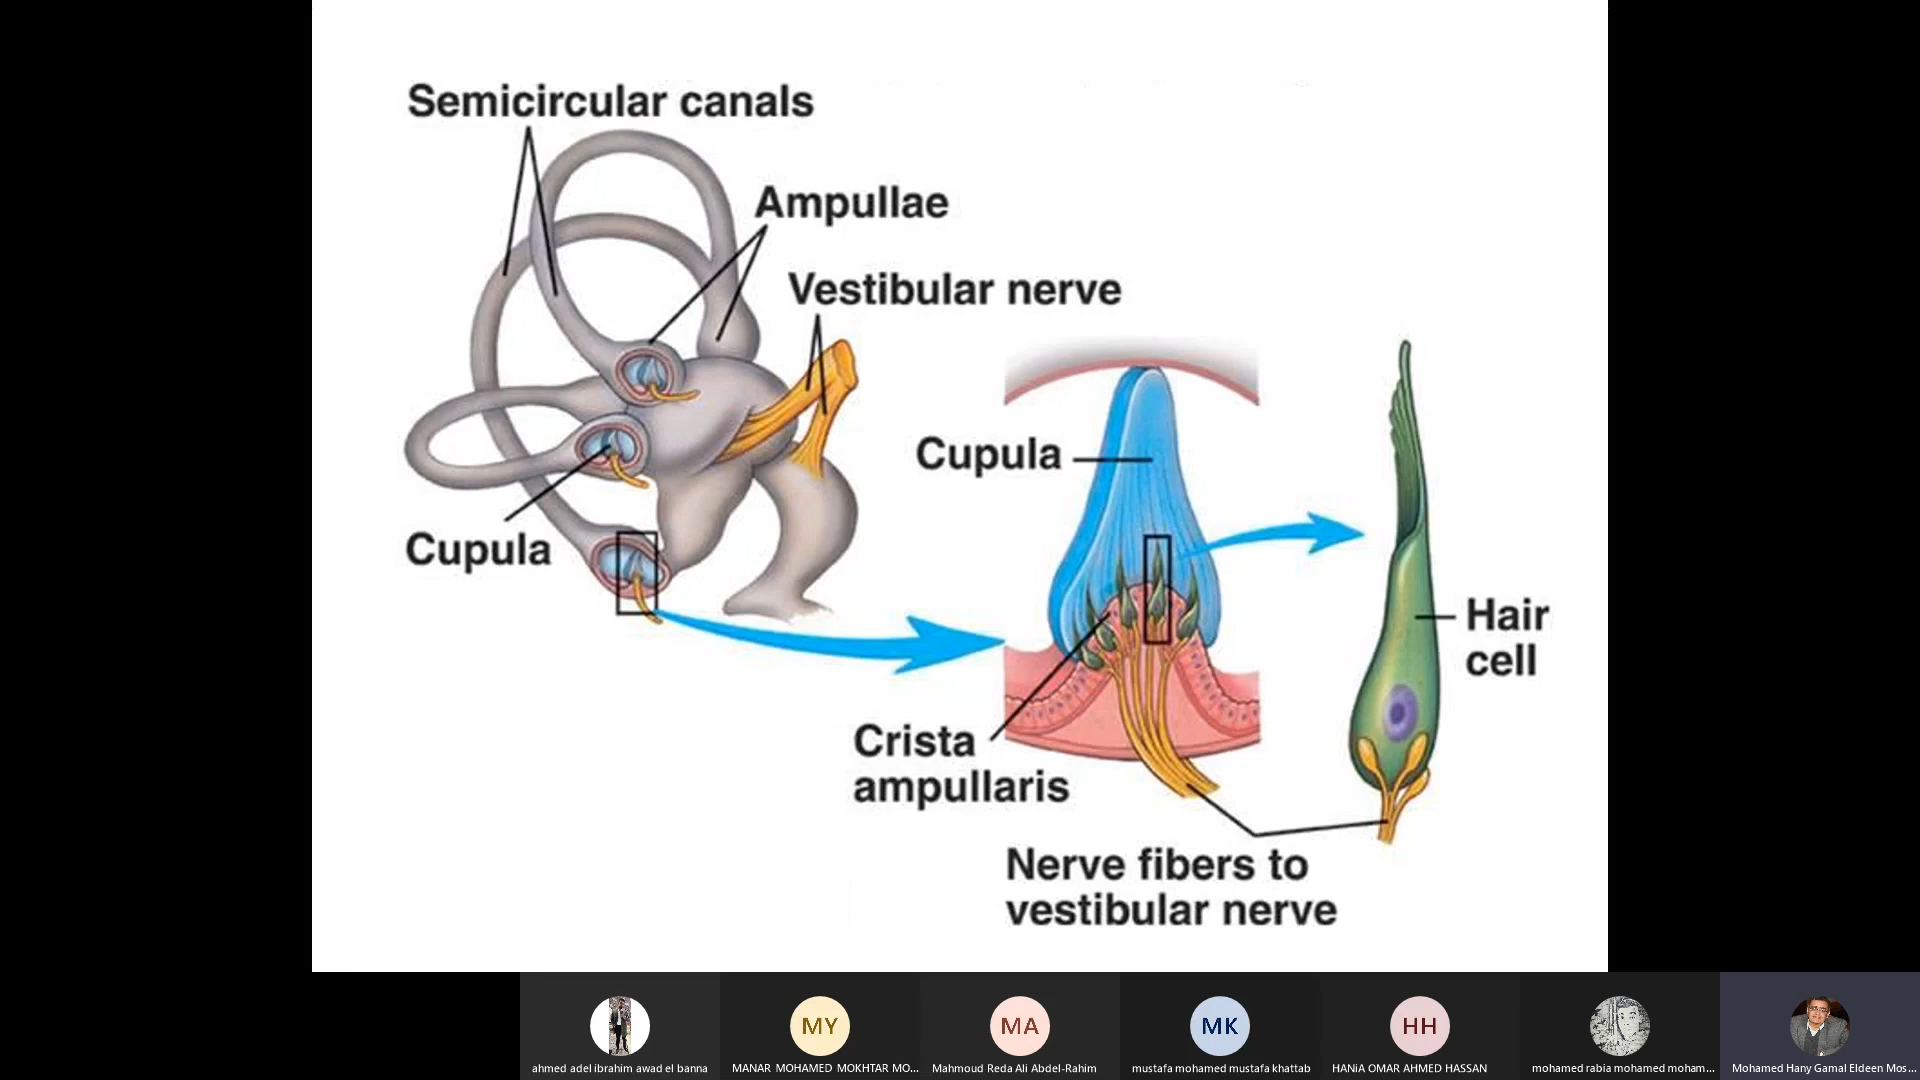 Semicircular canals
Ampullae
Vestibular nerve
Cupula
Cupula
Hair
cell
Crista
ampullaris
Nerve fibers to
vestibular nerve
MY
MA
MK
HH
ahmed adel ibrahim awad el banna
MANAR MOHAMED MOKHTAR MO...
Mahmoud Reda Ali Abdel-Rahim
mustafa mohamed mustafa khattab
HANiA OMAR AHMED HASSAN
mohamed rabia mohamed moham...
Mohamed Hany Gamal Eldeen Mos...